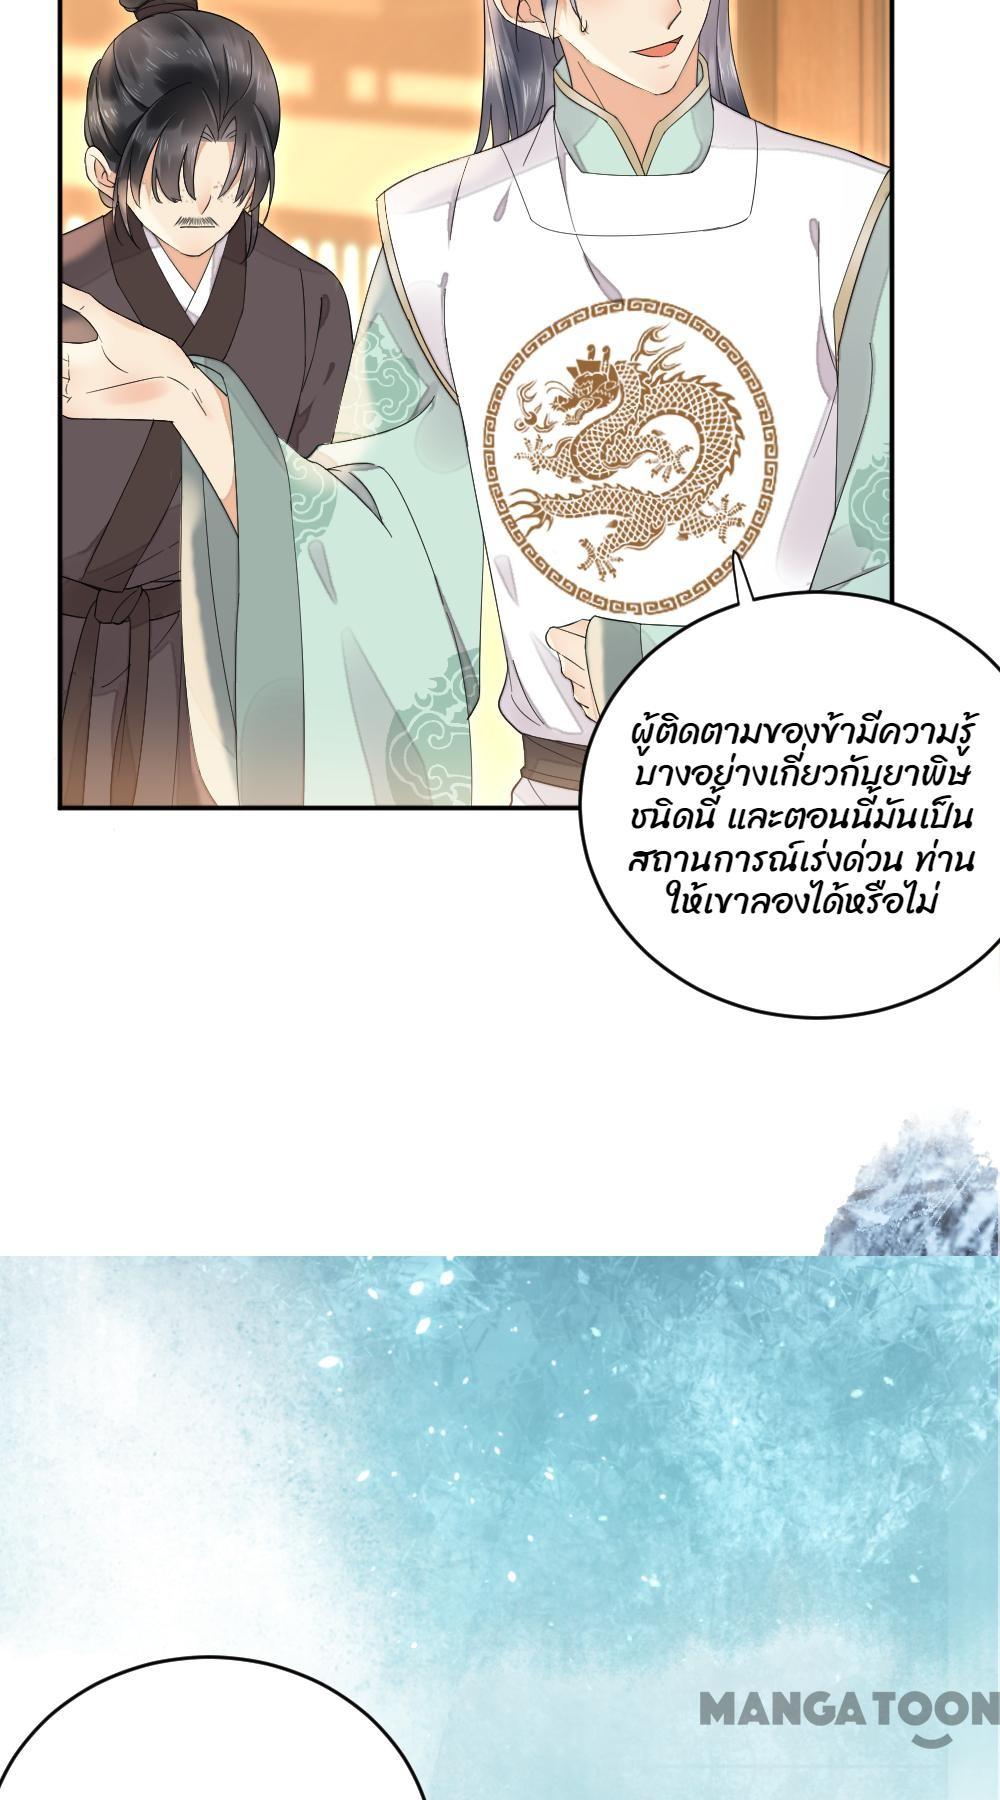 ผู้ติดตามของข้ามีความรู้
บางอย่างเกี่ยวกับยาพิษ
ชนิดนี้ และตอนนี้มันเป็น
สถานการณ์เร่งด่วน ท่าน
ให้เขาลองได้หรือไม่
MANGATOON